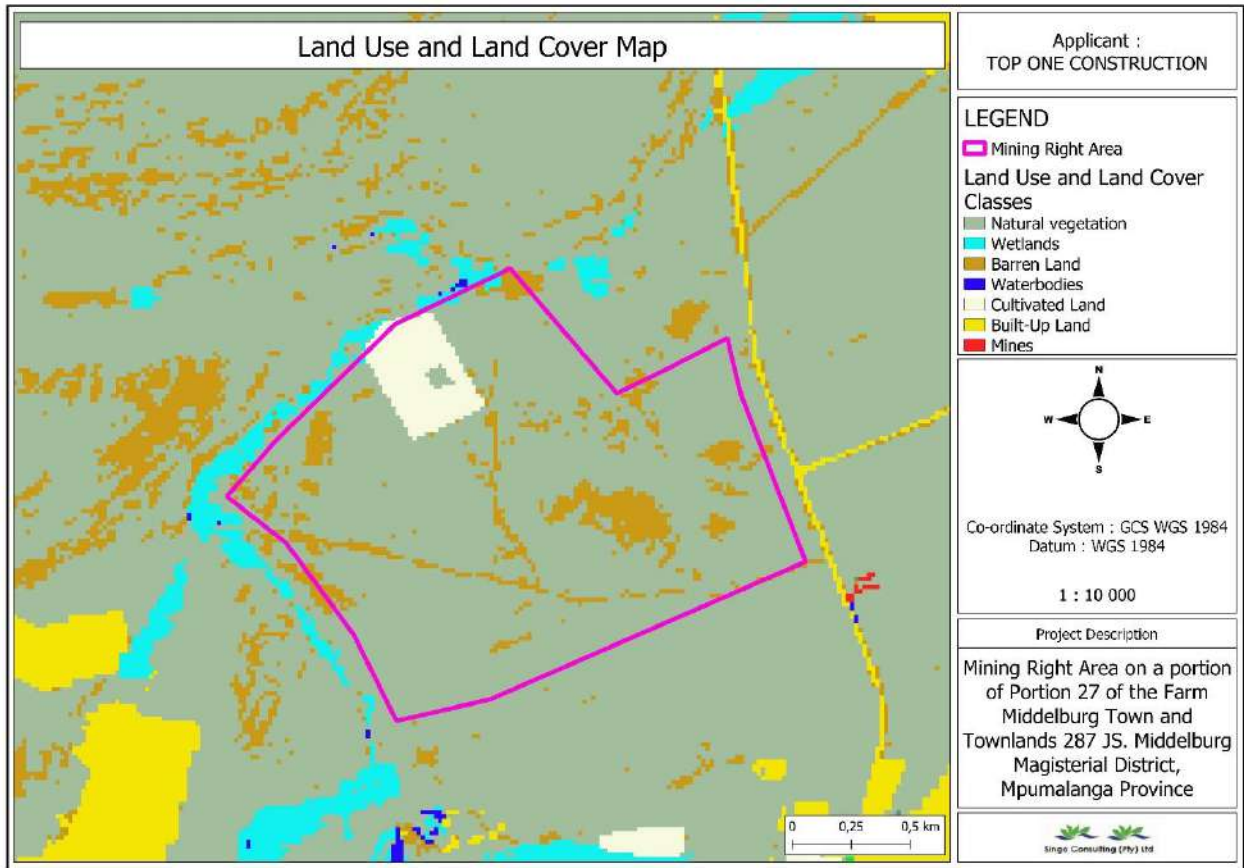 Land Use and Land Cover Map
Applicant :
TOP ONE CONSTRUCTION
LEGEND
Mining Right Area
Land Use and Land Cover
Classes
Natural vegetation
Wetlands
Barren Land
Waterbodies
Cultivated Land
Built-Up Land
Mines
N
W
E
S
Co-ordinate System : GCS WGS 1984
Datum : WGS 1984
1 : 10 000
Project Description
Mining Right Area on a portion
of Portion 27 of the Farm
Middelburg Town and
Townlands 287 JS. Middelburg
Magisterial District,
Mpumalanga Province
0 0,25 0,5 km
Singo Consulting (Pty) Ltd